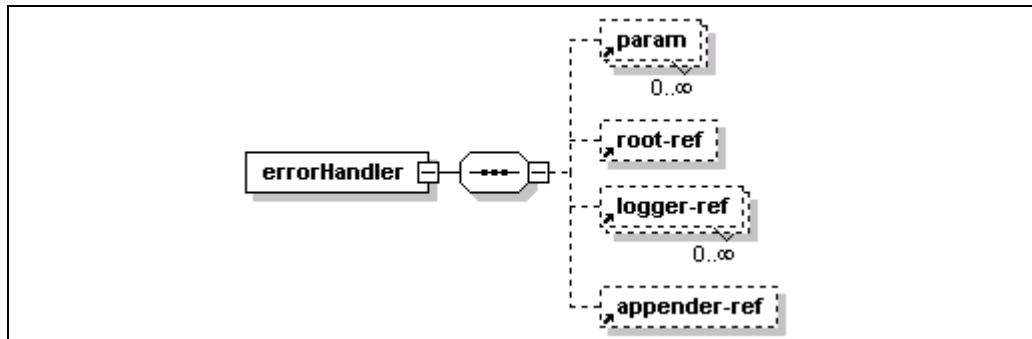 param
0..∞
root-ref
errorHandler
logger-ref
0..∞
appender-ref